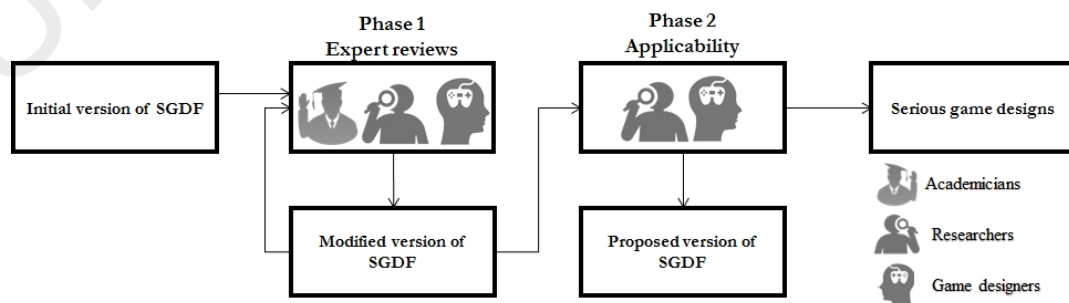 Phase 1
Expert reviews
Phase 2
Applicability
Initial version of SGDF
Serious game designs
Modified version of
SGDF
Proposed version of
SGDF
Academicians
Researchers
Game designers